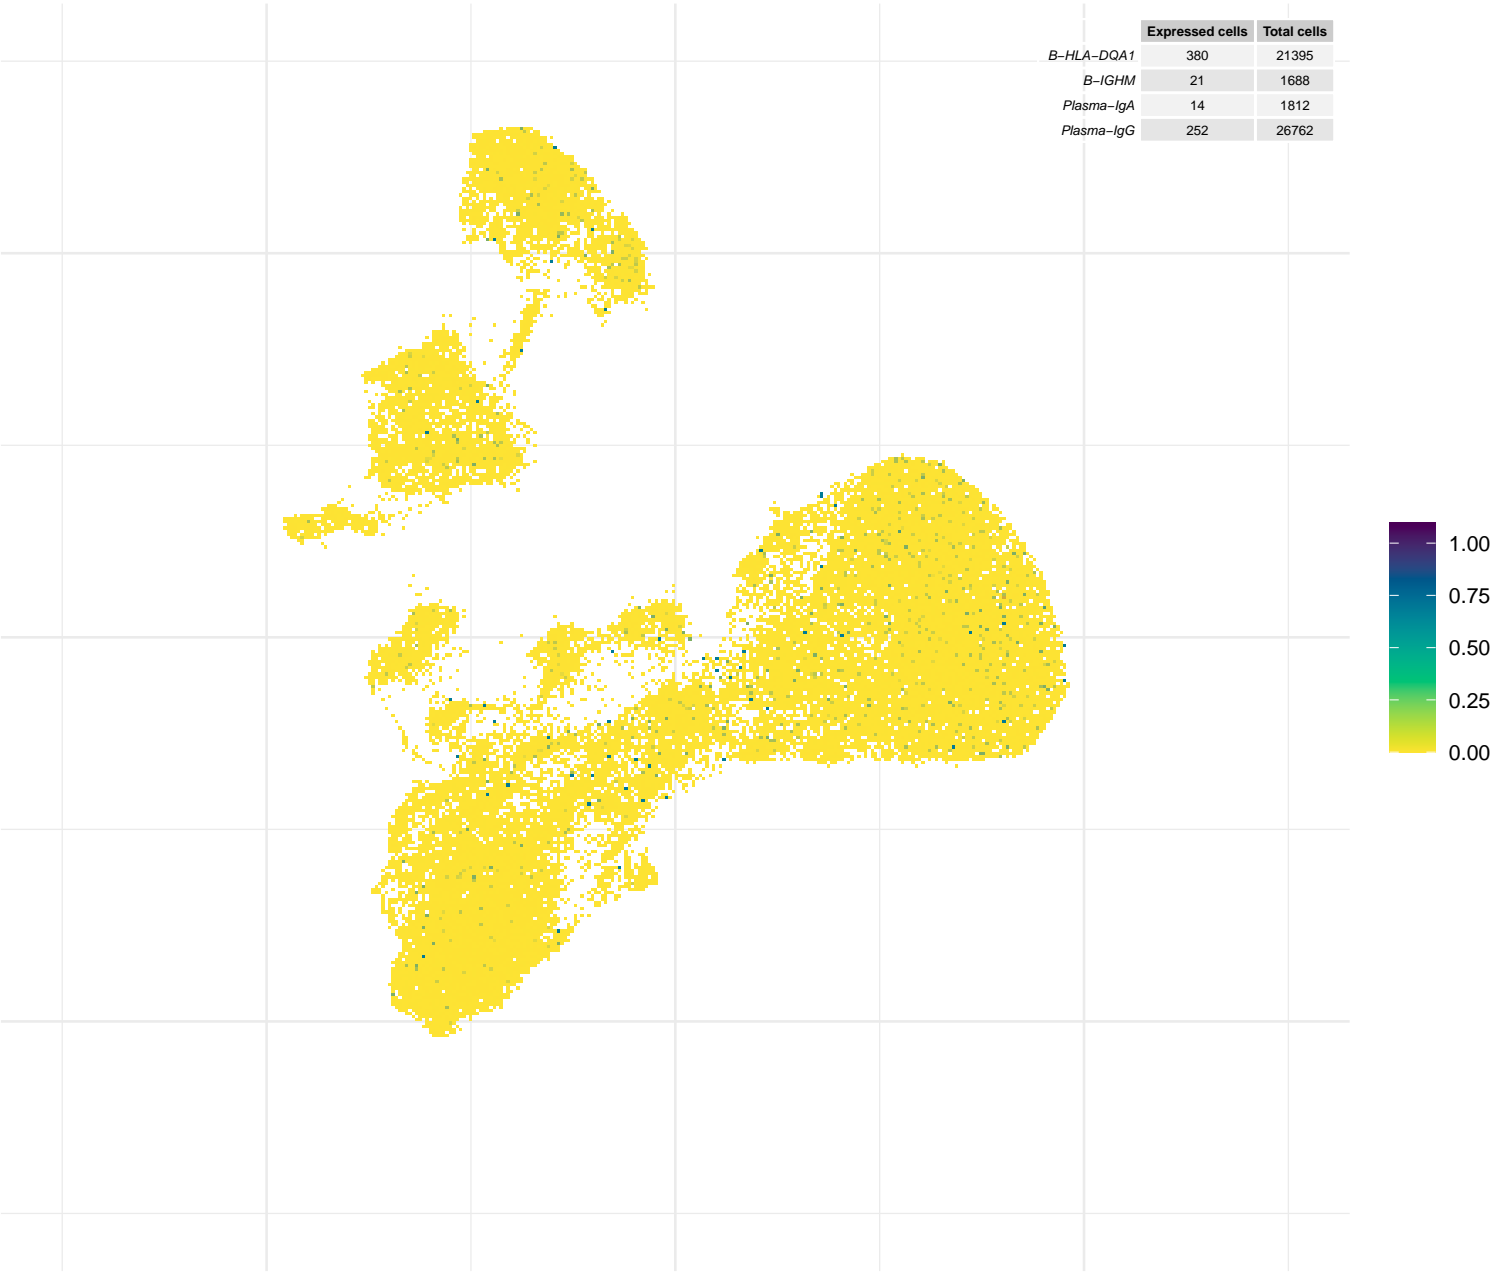 Expressed cells Total cells
B−HLA−DQA1 380 21395
B−IGHM 21 1688
Plasma−IgA 14 1812
Plasma−IgG 252 26762
1.00
0.75
0.50
0.25
0.00